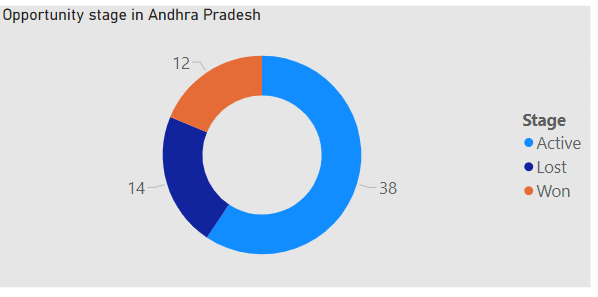 Opportunity stage in Andhra Pradesh
12
14
38
Stage
Active
Lost
Won